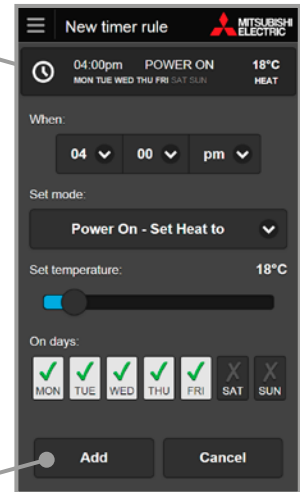 New timer rule
MITSUBISHI
ELECTRIC
04:00pm POWER ON 18°C
MON TUE WED THU FRI SAT SUN HEAT
When:
04 00 pm
Set mode:
Power On - Set Heat to
Set temperature: 18°C
On days:
MON TUE WED THU FRI SAT SUN
Add Cancel